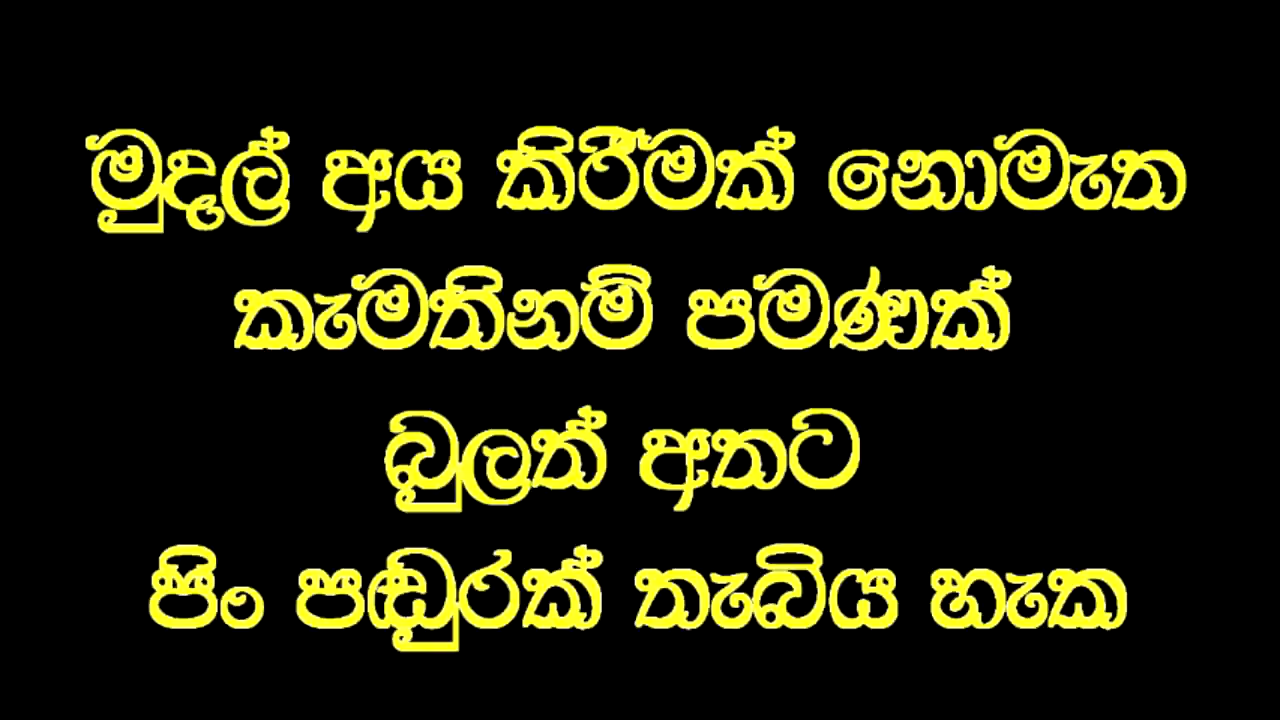 මුදල් අය කිරීමක් නොමැත
කැමතිනම් පමණක්
බුලත් අතට
පිං පඬුරක් තැබිය හැක